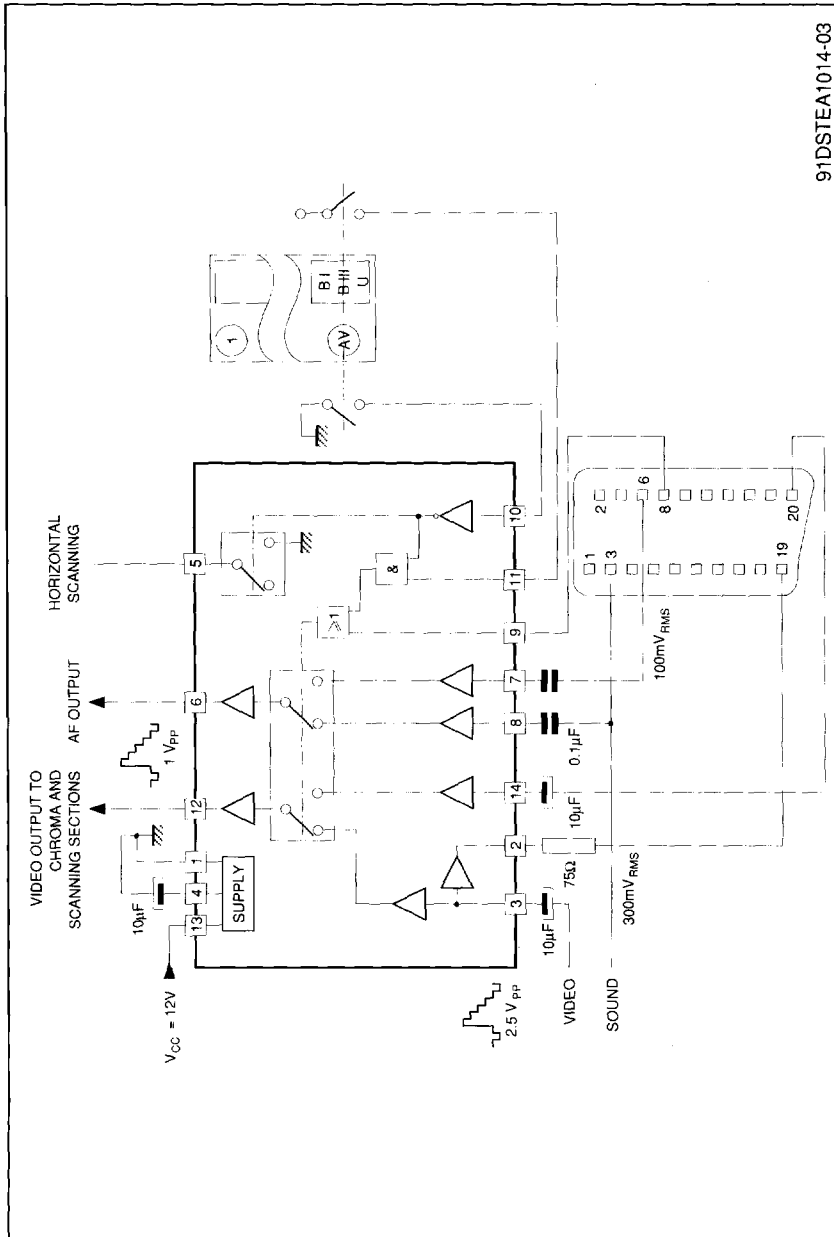 VIDEO OUTPUT TO
CHROMA AND
SCANNING SECTIONS
AF OUTPUT
HORIZONTAL
SCANNING
1 VPP
10µF
VCC = 12V
13
4
1
12
6
5
SUPPLY
≥1
&
1
AV
B I
B III
U
3
2
14
8
7
9
11
10
2.5 VPP
10µF
75Ω
10µF
0.1µF
VIDEO
SOUND
300mVRMS
100mVRMS
1
3
19
2
6
8
20
91DSTEA1014-03